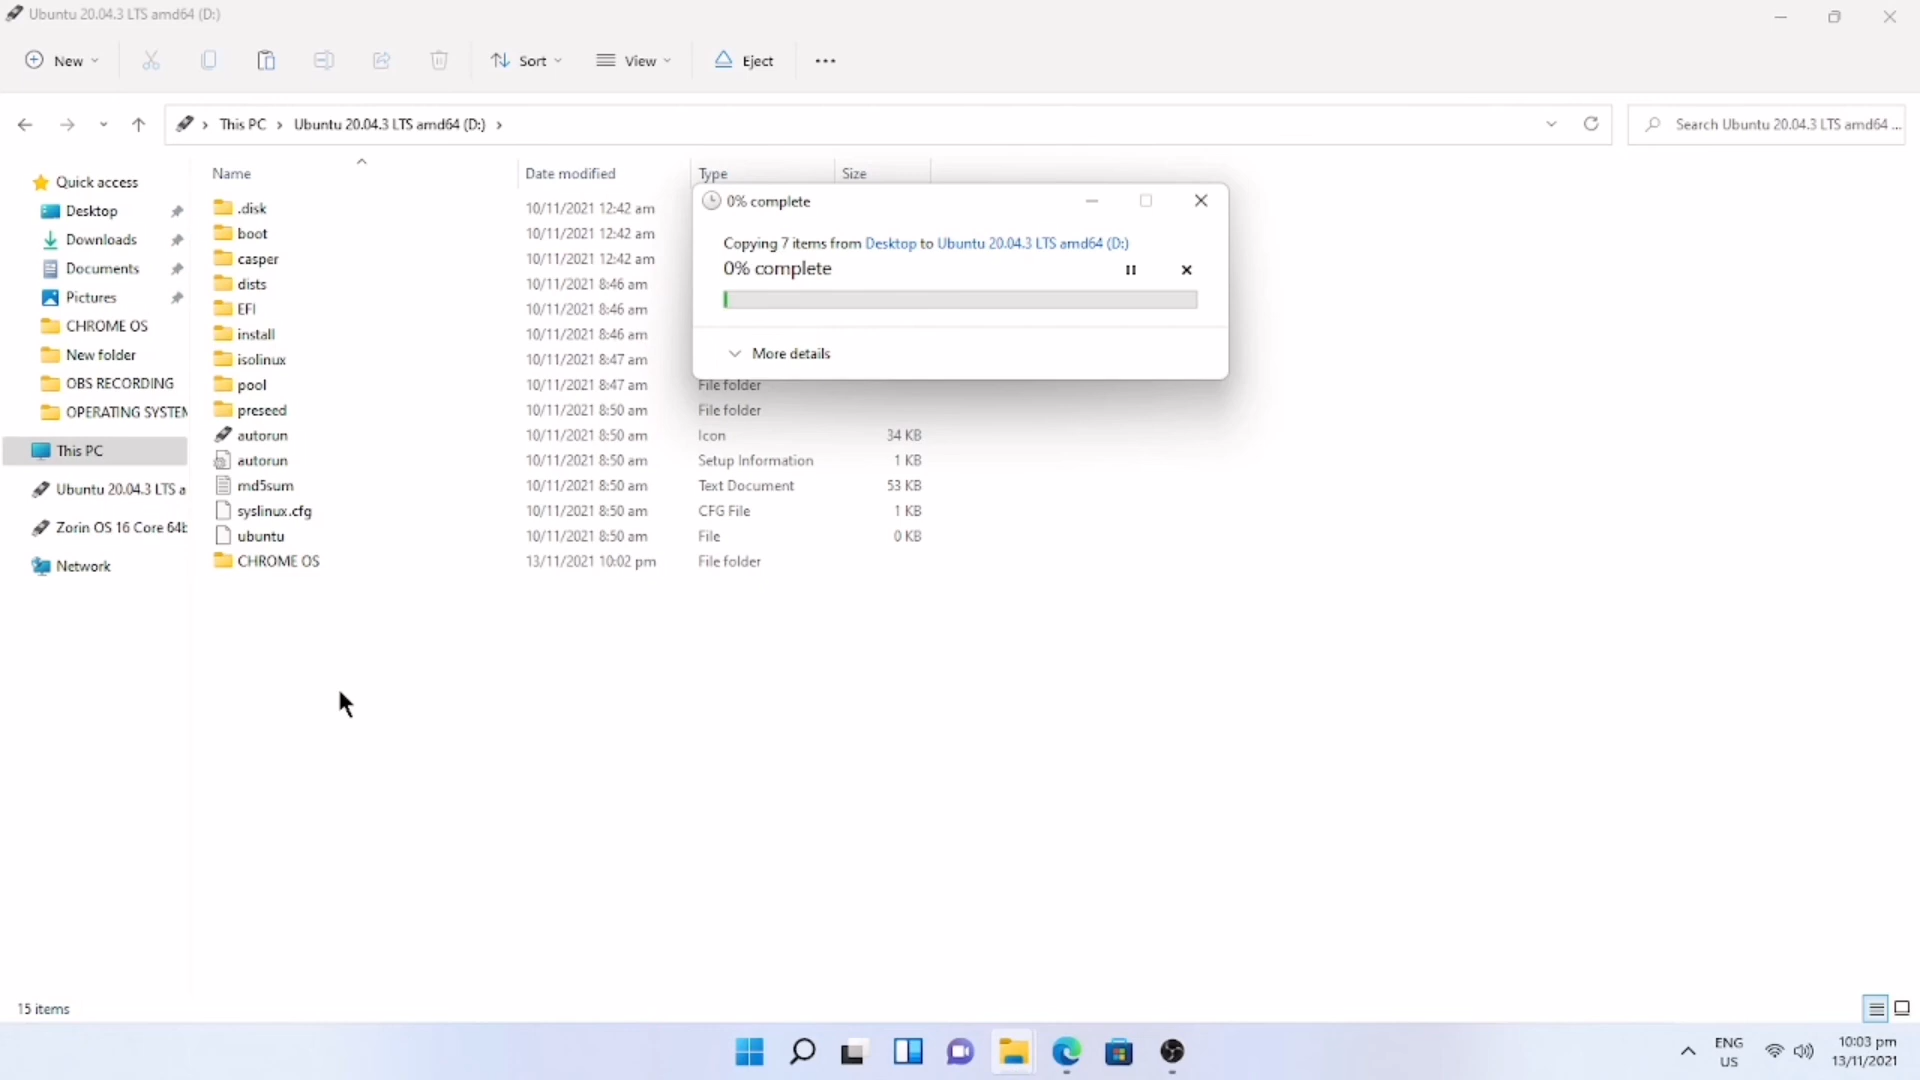 Ubuntu 20.04.3 LTS amd64 (D:)
New
Sort
View
Eject
This PC
Ubuntu 20.04.3 LTS amd64 (D:)
Search Ubuntu 20.04.3 LTS amd64 ...
Name
Date modified
Type
Size
Quick access
Desktop
Downloads
Documents
Pictures
CHROME OS
New folder
OBS RECORDING
OPERATING SYSTEM
This PC
Ubuntu 20.04.3 LTS a
Zorin OS 16 Core 64b
Network
.disk 10/11/2021 12:42 am
boot 10/11/2021 12:42 am
casper 10/11/2021 12:42 am
dists 10/11/2021 8:46 am
EFI 10/11/2021 8:46 am
install 10/11/2021 8:46 am
isolinux 10/11/2021 8:47 am
pool 10/11/2021 8:47 am File folder
preseed 10/11/2021 8:50 am File folder
autorun 10/11/2021 8:50 am Icon 34 KB
autorun 10/11/2021 8:50 am Setup Information 1 KB
md5sum 10/11/2021 8:50 am Text Document 53 KB
syslinux.cfg 10/11/2021 8:50 am CFG File 1 KB
ubuntu 10/11/2021 8:50 am File 0 KB
CHROME OS 13/11/2021 10:02 pm File folder
0% complete
Copying 7 items from Desktop to Ubuntu 20.04.3 LTS amd64 (D:)
0% complete
More details
15 items
ENG
US
10:03 pm
13/11/2021